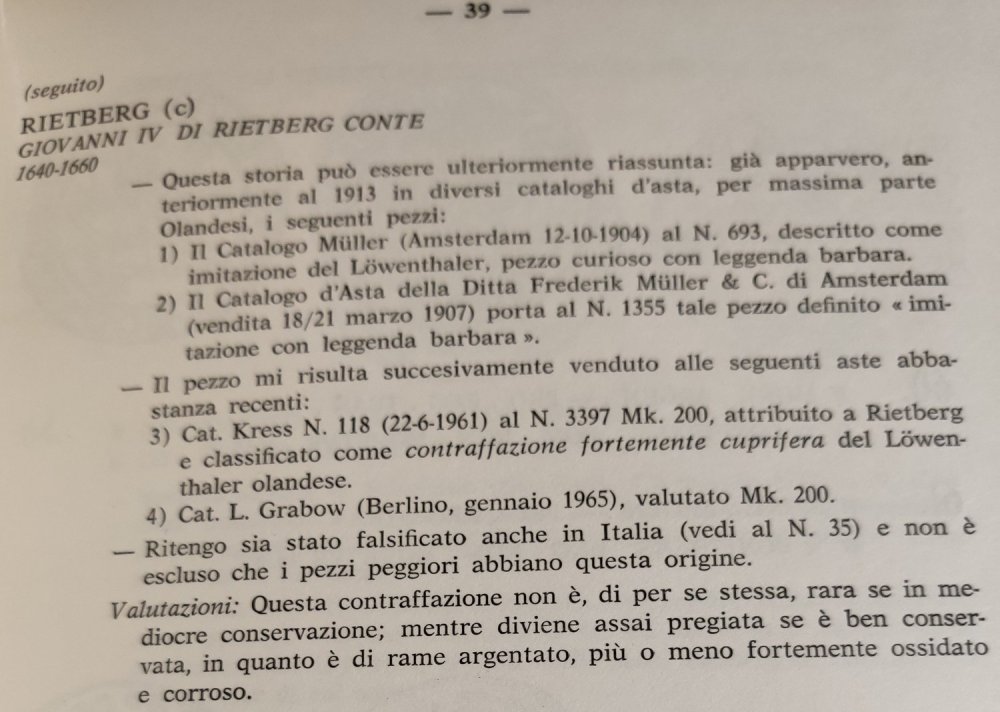 — 39 —
(seguito)
RIETBERG (c)
GIOVANNI IV DI RIETBERG CONTE
1640-1660
— Questa storia può essere ulteriormente riassunta: già apparvero, an-
teriormente al 1913 in diversi cataloghi d'asta, per massima parte
Olandesi, i seguenti pezzi:
1) Il Catalogo Müller (Amsterdam 12-10-1904) al N. 693, descritto come
imitazione del Löwenthaler, pezzo curioso con leggenda barbara.
2) Il Catalogo d'Asta della Ditta Frederik Müller & C. di Amsterdam
(vendita 18/21 marzo 1907) porta al N. 1355 tale pezzo definito « imi-
tazione con leggenda barbara ».
— Il pezzo mi risulta succesivamente venduto alle seguenti aste abba-
stanza recenti:
3) Cat. Kress N. 118 (22-6-1961) al N. 3397 Mk. 200, attribuito a Rietberg
e classificato come contraffazione fortemente cuprifera del Löwen-
thaler olandese.
4) Cat. L. Grabow (Berlino, gennaio 1965), valutato Mk. 200.
— Ritengo sia stato falsificato anche in Italia (vedi al N. 35) e non è
escluso che i pezzi peggiori abbiano questa origine.
Valutazioni: Questa contraffazione non è, di per se stessa, rara se in me-
diocre conservazione; mentre diviene assai pregiata se è ben conser-
vata, in quanto è di rame argentato, più o meno fortemente ossidato
e corroso.